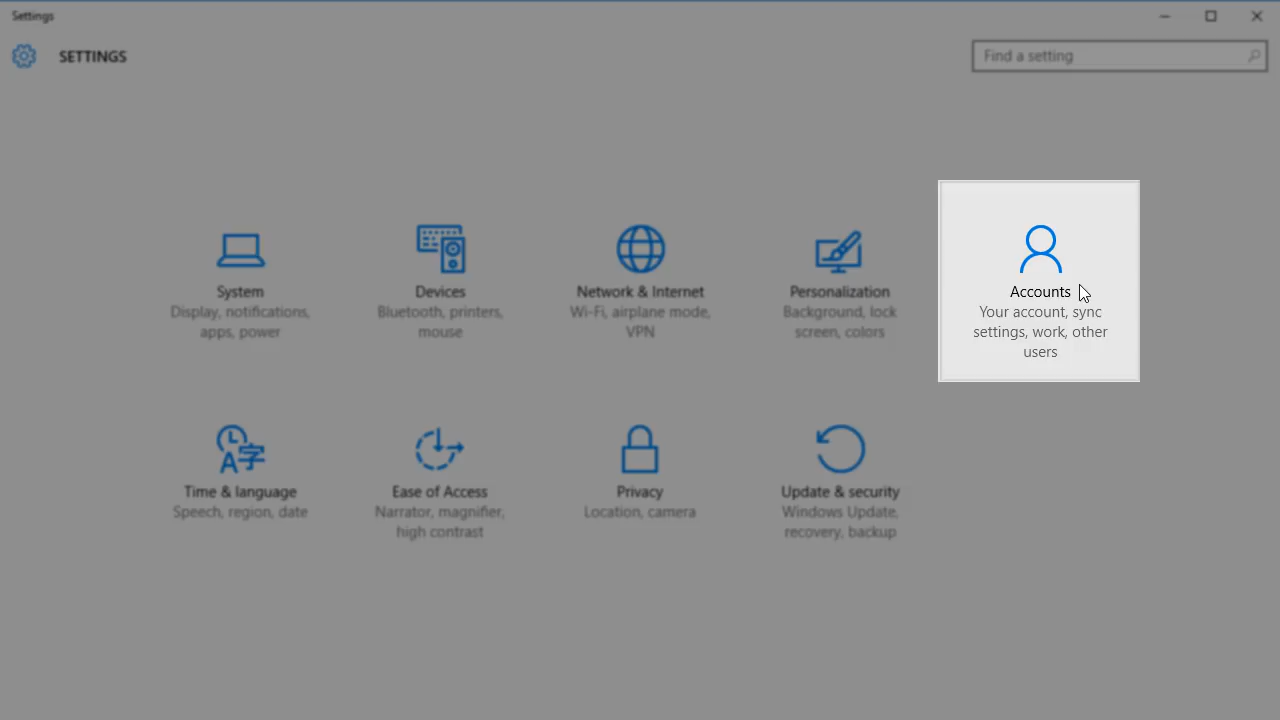 Settings
SETTINGS
Find a setting
System
Display, notifications,
apps, power
Devices
Bluetooth, printers,
mouse
Network & Internet
Wi-Fi, airplane mode,
VPN
Personalization
Background, lock
screen, colors
Accounts
Your account, sync
settings, work, other
users
Time & language
Speech, region, date
Ease of Access
Narrator, magnifier,
high contrast
Privacy
Location, camera
Update & security
Windows Update,
recovery, backup